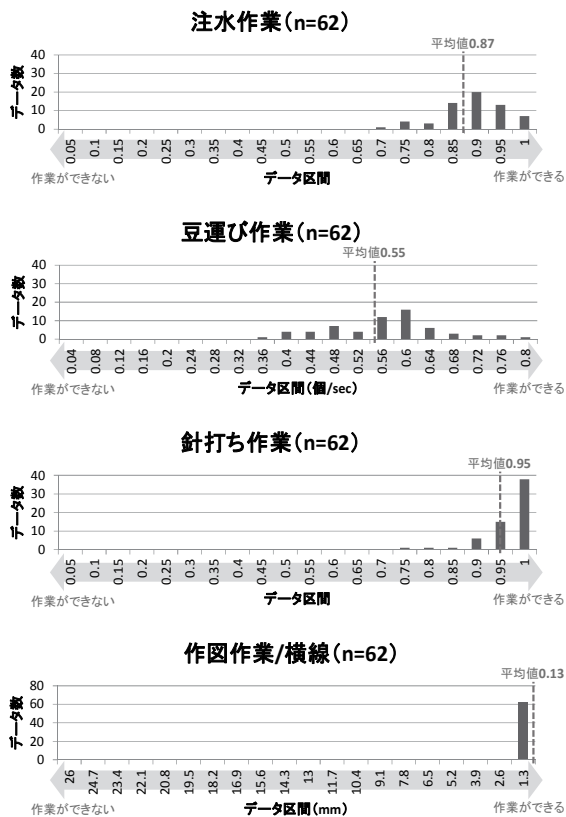 注水作業（n=62）
平均値0.87
データ数
40
30
20
10
0
0.05 0.1 0.15 0.2 0.25 0.3 0.35 0.4 0.45 0.5 0.55 0.6 0.65 0.7 0.75 0.8 0.85 0.9 0.95 1
作業ができない データ区間 作業ができる
豆運び作業（n=62）
平均値0.55
データ数
40
30
20
10
0
0.04 0.08 0.12 0.16 0.2 0.24 0.28 0.32 0.36 0.4 0.44 0.48 0.52 0.56 0.6 0.64 0.68 0.72 0.76 0.8
作業ができない データ区間（個/sec） 作業ができる
針打ち作業（n=62）
平均値0.95
データ数
40
30
20
10
0
0.05 0.1 0.15 0.2 0.25 0.3 0.35 0.4 0.45 0.5 0.55 0.6 0.65 0.7 0.75 0.8 0.85 0.9 0.95 1
作業ができない データ区間 作業ができる
作図作業/横線（n=62）
平均値0.13
データ数
80
60
40
20
0
26 24.7 23.4 22.1 20.8 19.5 18.2 16.9 15.6 14.3 13 11.7 10.4 9.1 7.8 6.5 5.2 3.9 2.6 1.3
作業ができない データ区間（mm） 作業ができる